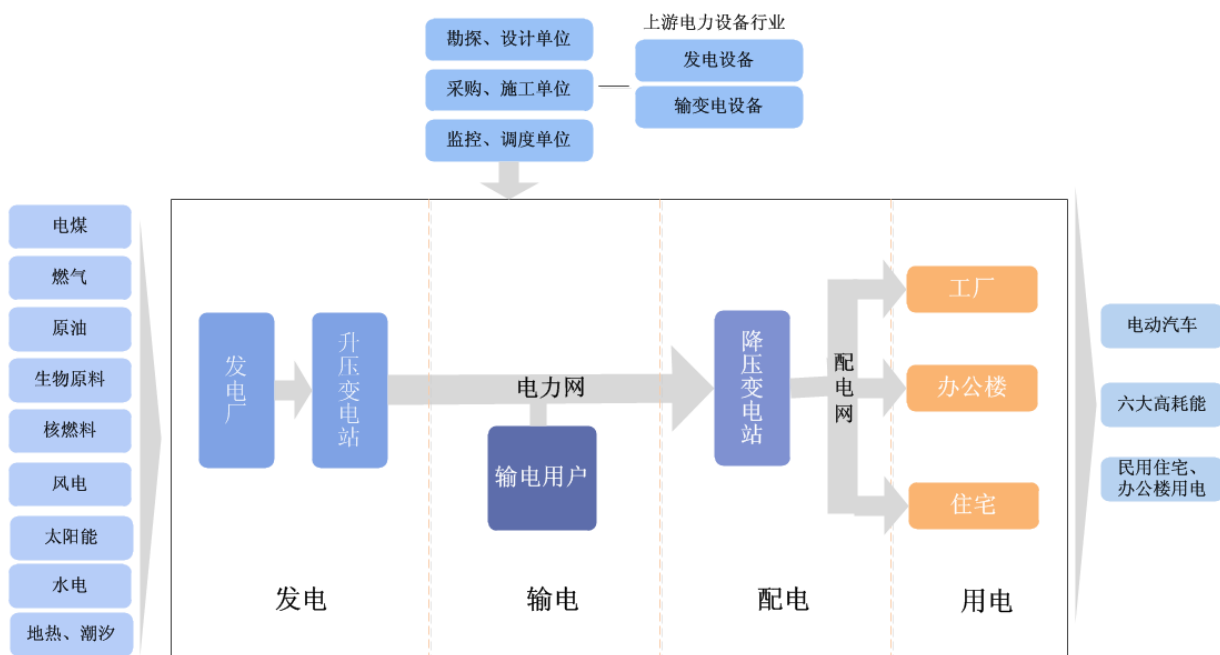 上游电力设备行业
勘探、设计单位
采购、施工单位
监控、调度单位
发电设备
输变电设备
电煤
燃气
原油
生物原料
核燃料
风电
太阳能
水电
地热、潮汐
发电厂
升压变电站
电力网
输电用户
降压变电站
配电网
工厂
办公楼
住宅
发电
输电
配电
用电
电动汽车
六大高耗能
民用住宅、
办公楼用电